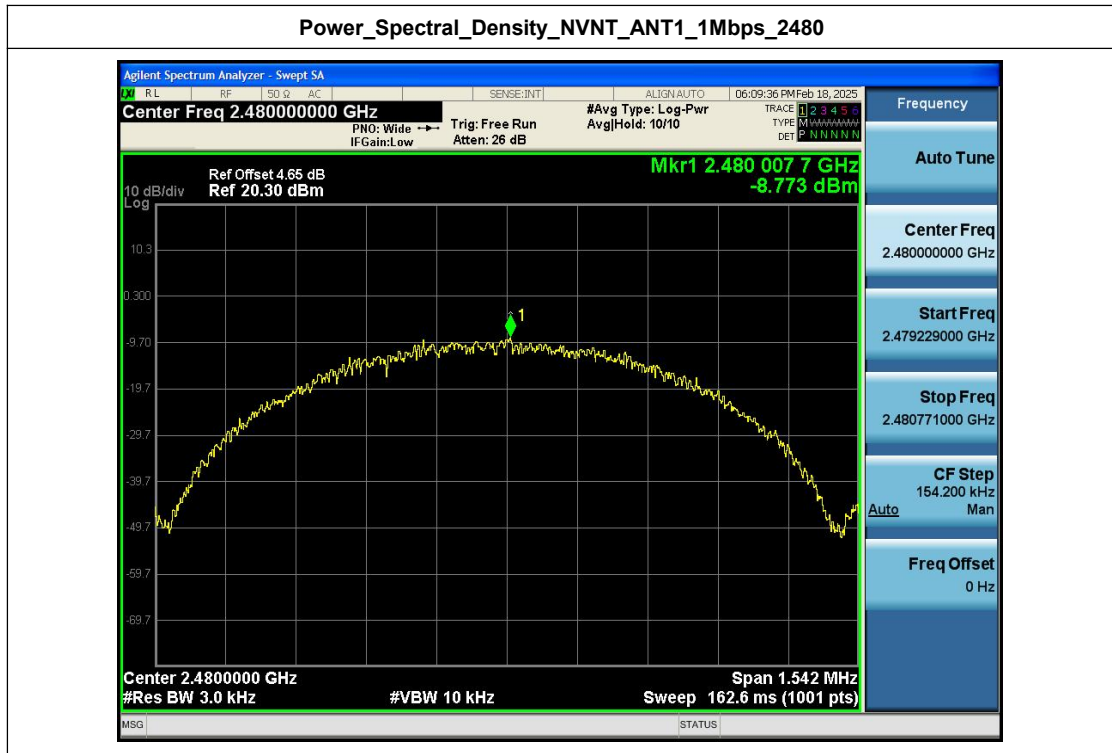 Power_Spectral_Density_NVNT_ANT1_1Mbps_2480
Agilent Spectrum Analyzer - Swept SA
LXI RL RF 50 Ω AC SENSE:INT ALIGN AUTO 06:09:36 PM Feb 18, 2025
Center Freq 2.480000000 GHz
PNO: Wide
IFGain:Low
Trig: Free Run
Atten: 26 dB
#Avg Type: Log-Pwr
Avg|Hold: 10/10
TRACE 1 2 3 4 5 6
TYPE M WWWWW
DET P N N N N N
Frequency
Auto Tune
Center Freq
2.480000000 GHz
Start Freq
2.479229000 GHz
Stop Freq
2.480771000 GHz
CF Step
154.200 kHz
Auto Man
Freq Offset
0 Hz
Mkr1 2.480 007 7 GHz
-8.773 dBm
Ref Offset 4.65 dB
10 dB/div Ref 20.30 dBm
Log
10.3
0.300
1
-9.70
-19.7
-29.7
-39.7
-49.7
-59.7
-69.7
Center 2.4800000 GHz Span 1.542 MHz
#Res BW 3.0 kHz #VBW 10 kHz Sweep 162.6 ms (1001 pts)
MSG STATUS